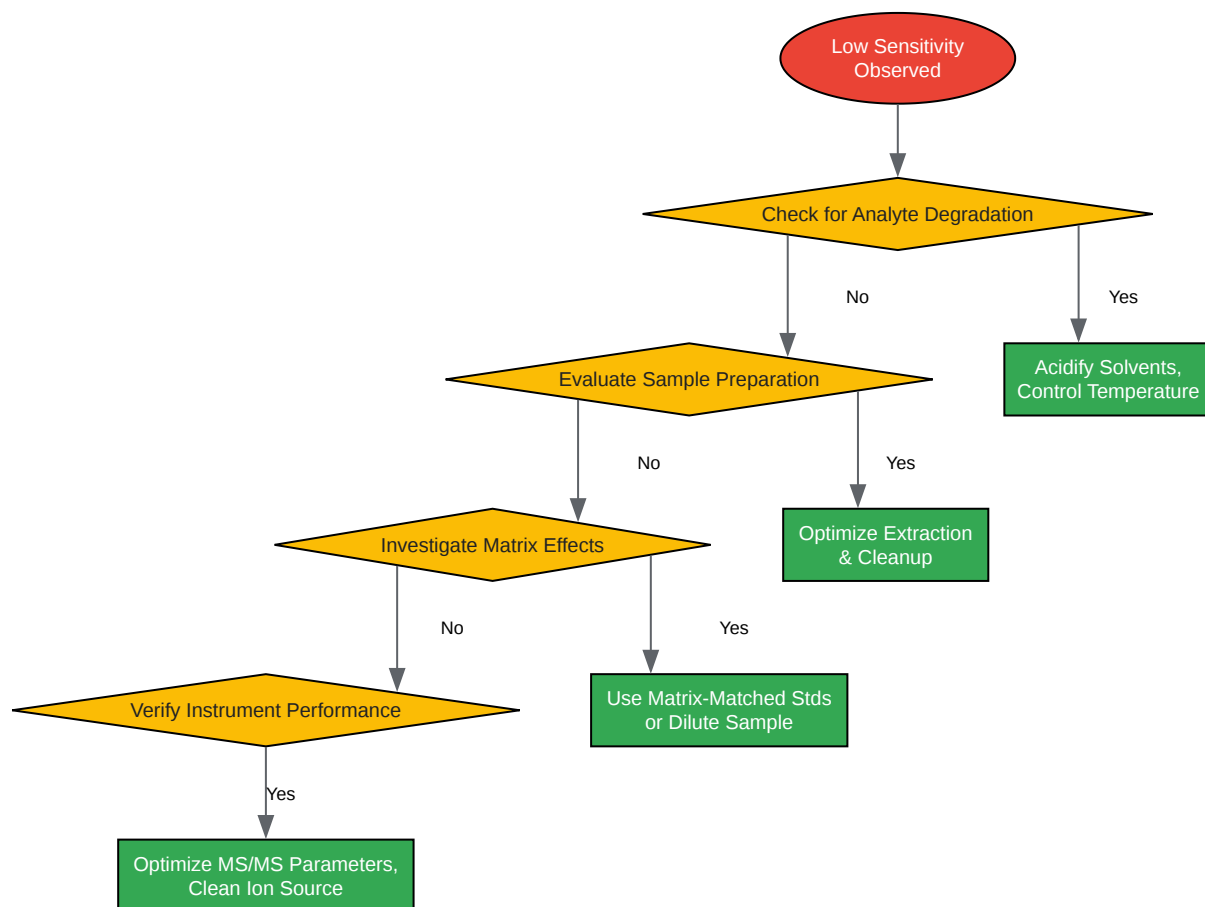 Low Sensitivity
Observed
Check for Analyte Degradation
No
Yes
Evaluate Sample Preparation
Acidify Solvents,
Control Temperature
No
Yes
Investigate Matrix Effects
Optimize Extraction
& Cleanup
No
Yes
Verify Instrument Performance
Use Matrix-Matched Stds
or Dilute Sample
Yes
Optimize MS/MS Parameters,
Clean Ion Source